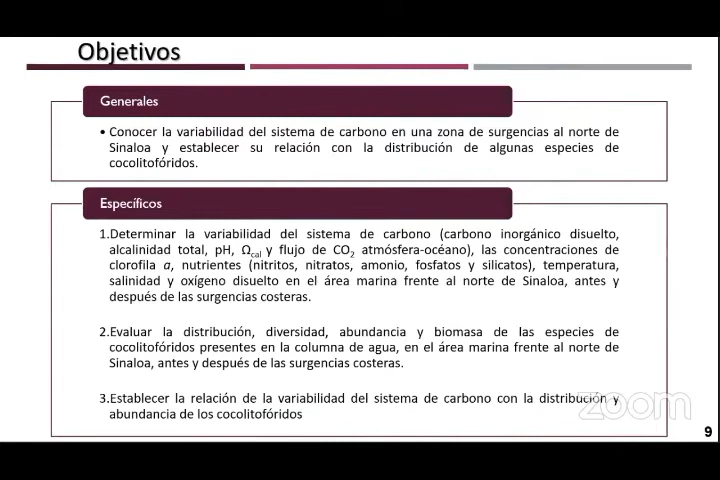 Objetivos
Generales
• Conocer la variabilidad del sistema de carbono en una zona de surgencias al norte de
Sinaloa y establecer su relación con la distribución de algunas especies de
cocolitofóridos.
Específicos
1.Determinar la variabilidad del sistema de carbono (carbono inorgánico disuelto,
alcalinidad total, pH, Ωcal y flujo de CO2 atmósfera-océano), las concentraciones de
clorofila a, nutrientes (nitritos, nitratos, amonio, fosfatos y silicatos), temperatura,
salinidad y oxígeno disuelto en el área marina frente al norte de Sinaloa, antes y
después de las surgencias costeras.
2.Evaluar la distribución, diversidad, abundancia y biomasa de las especies de
cocolitofóridos presentes en la columna de agua, en el área marina frente al norte de
Sinaloa, antes y después de las surgencias costeras.
3.Establecer la relación de la variabilidad del sistema de carbono con la distribución y
abundancia de los cocolitofóridos
zoom
9